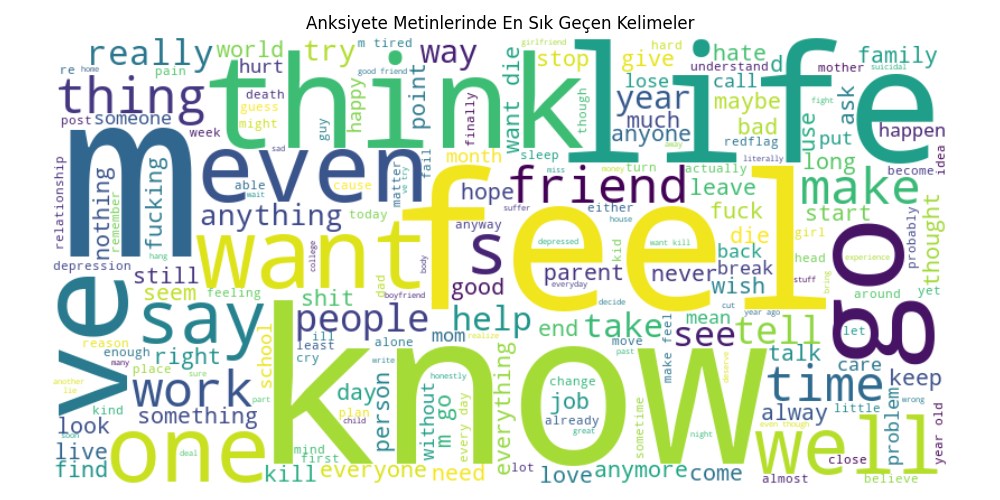 Anksiyete Metinlerinde En Sık Geçen Kelimeler
really
world
try
m tired
way
girlfriend
stop
hard
give
hate
d
family
re
home
pain
hurt
good friend
understand
mother
suicidal
thing
think
life
death
guess
might
happy
point
finally
want die
though
lose
call
year
much
anyone
maybe
bad
use
ask
fight
put
happen
post
someone
week
guy
away
redflag
literally
long
become
idea
m
even
sad
fail
month
sleep
turn
actually
relationship
nothing
remember
fucking
able
wait
cause
matter
ve try
hope
miss
friend
money
leave
make
anything
today
suffer
either
house
fuck
start
thought
probably
want
feel
s
anyway
depressed
kid
want kill
die
girl
go
hang
college
body
back
head
experience
depression
still
parent
never
break
stuff
seem
feeling
dad
boyfriend
good
everyday
wish
bring
around
yet
ve
say
shit
people
help
decide
cut
year ago
mean
let
reason
ill
mom
realize
end
take
see
tell
many
enough
right
school
least
cry
alone
move
past
make feel
deserve
know
talk
care
another
lie
place
sure
work
day
write
honestly
change
time
keep
wrong
kind
part
plan
child
person
without
m go
every day
everything
job
sometime
alway
little
problem
year old
look
something
one
already
great
well
even though
live
soon
deal
mind
first
night
close
find
kill
everyone
need
lot
love
anymore
come
almost
believe